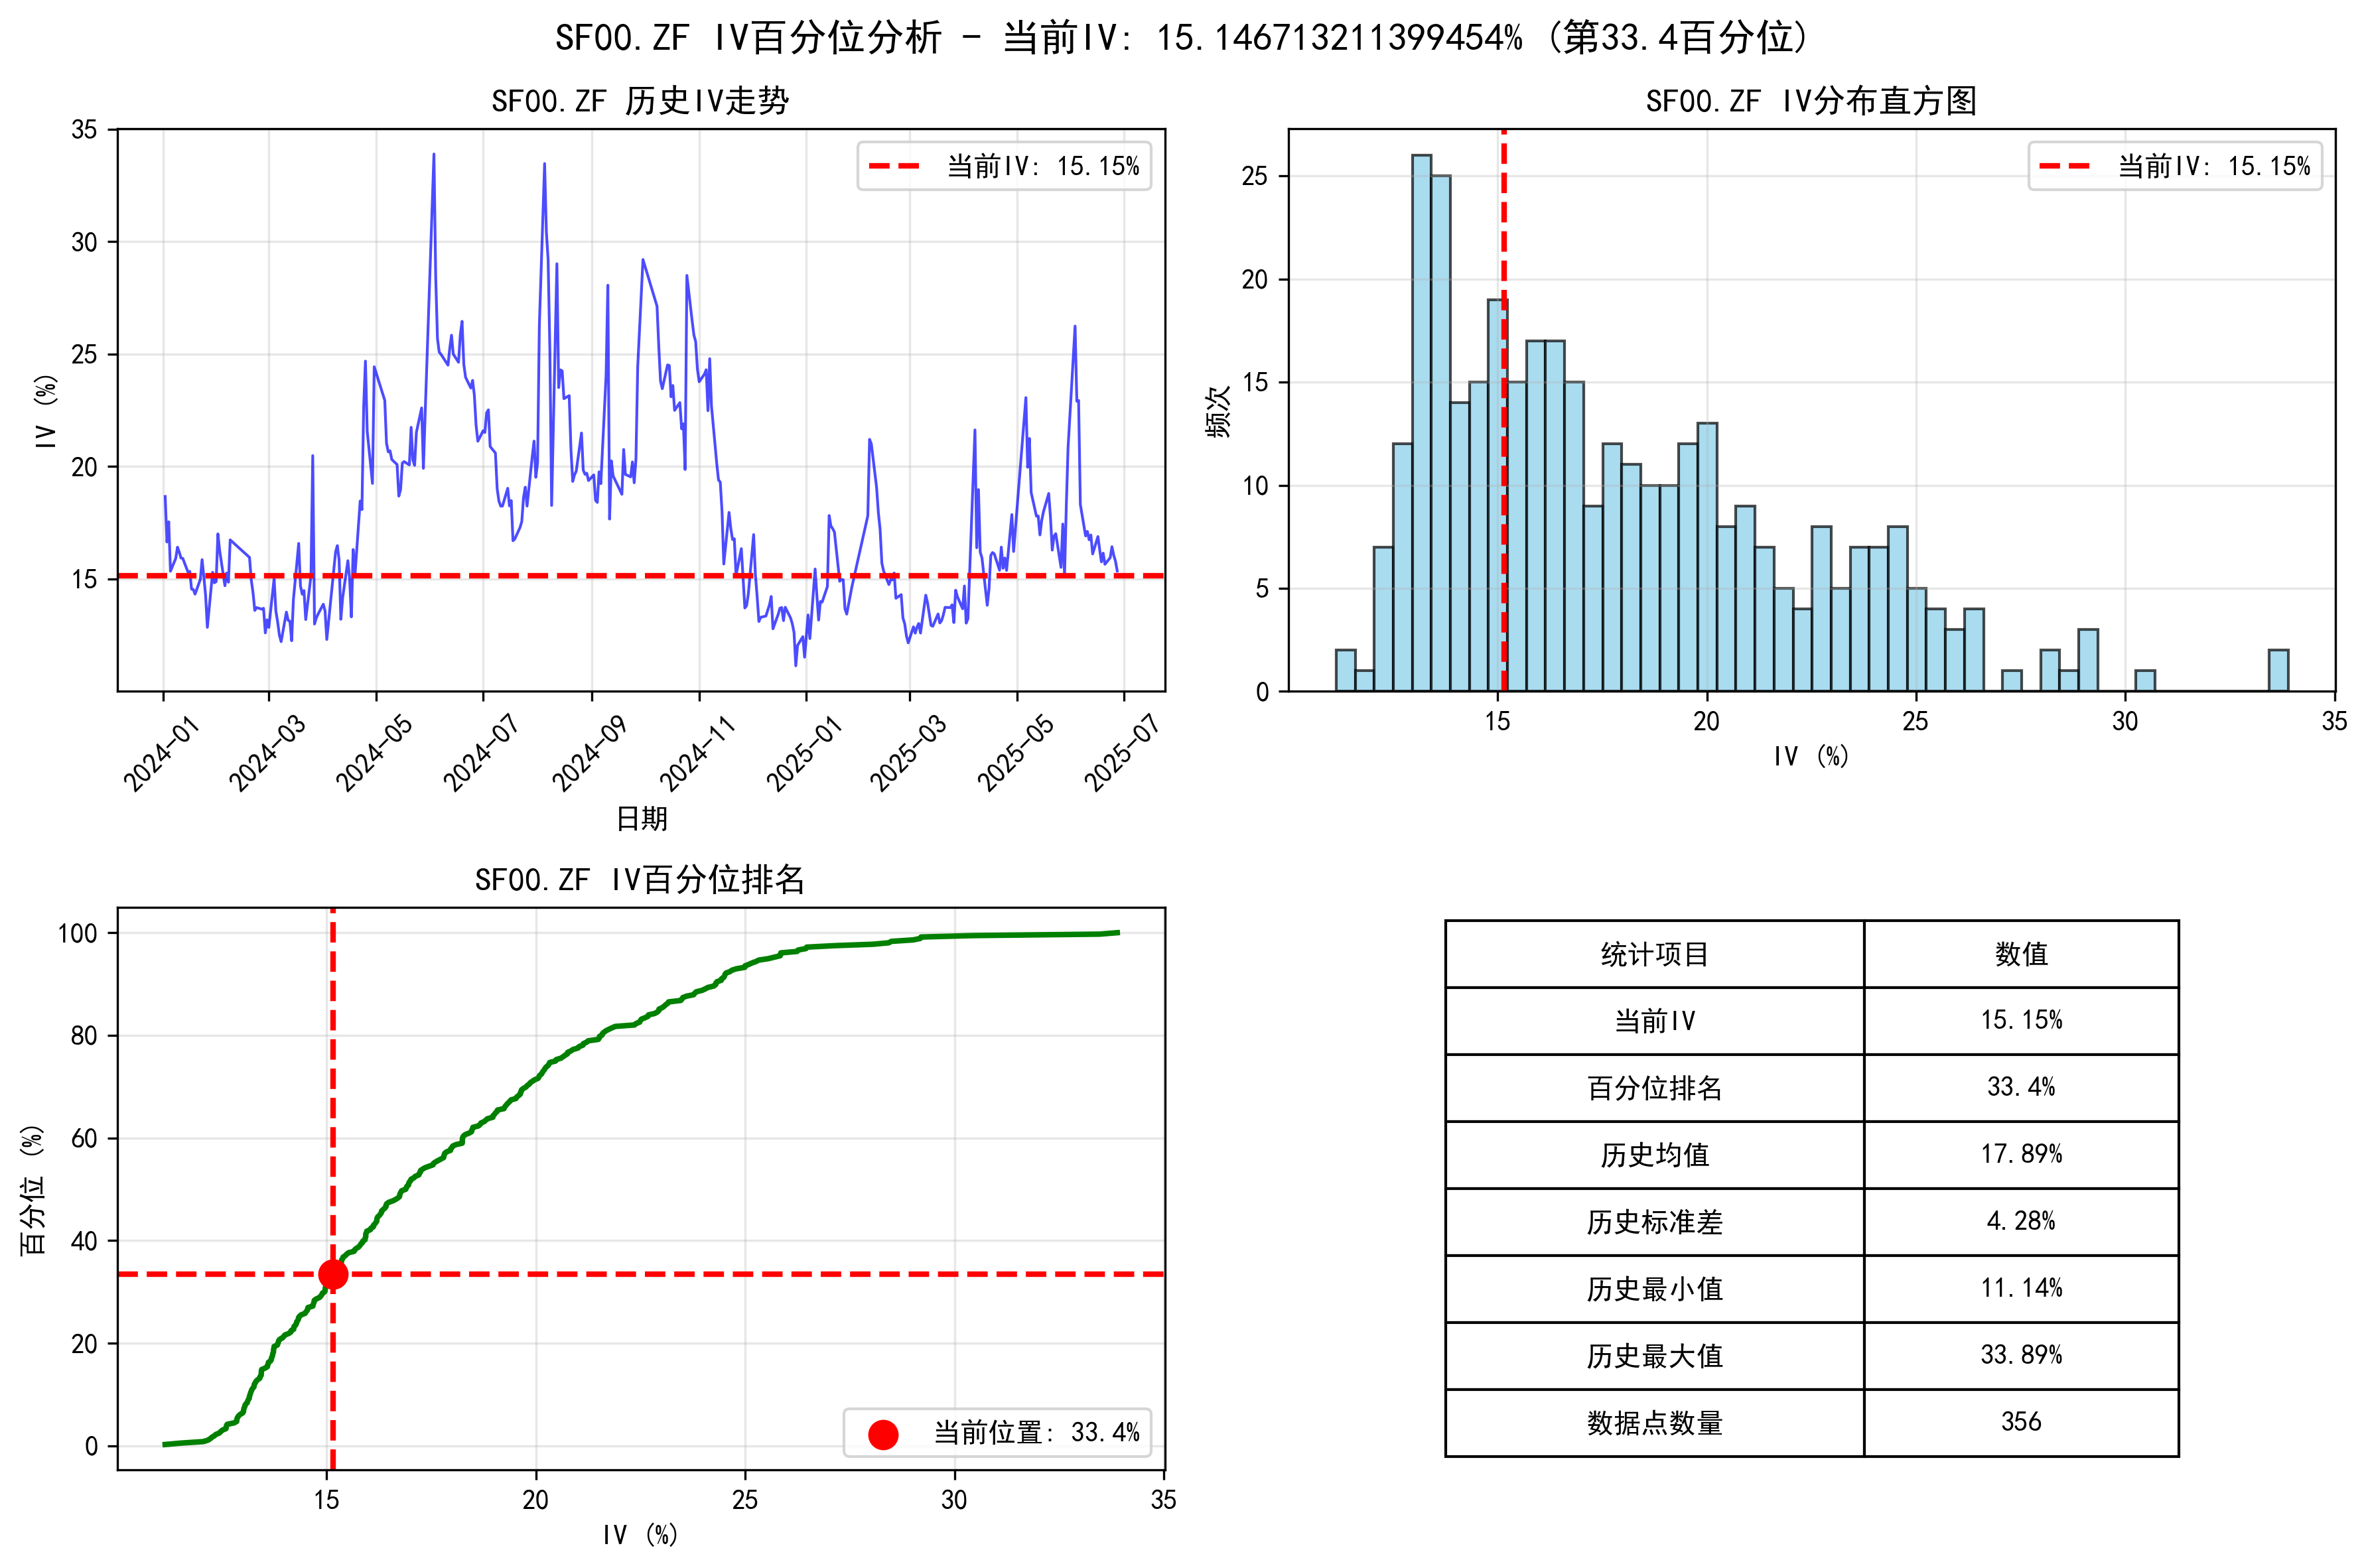 SF00.ZF IV百分位分析 - 当前IV: 15.146713211399454% (第33.4百分位)
SF00.ZF 历史IV走势
35
30
25
20
15
IV (%)
当前IV: 15.15%
2024-01
2024-03
2024-05
2024-07
2024-09
2024-11
2025-01
2025-03
2025-05
2025-07
日期
SF00.ZF IV分布直方图
25
20
15
10
5
0
频次
当前IV: 15.15%
15
20
25
30
35
IV (%)
SF00.ZF IV百分位排名
100
80
60
40
20
0
百分位 (%)
当前位置: 33.4%
15
20
25
30
35
IV (%)
统计项目 数值
当前IV 15.15%
百分位排名 33.4%
历史均值 17.89%
历史标准差 4.28%
历史最小值 11.14%
历史最大值 33.89%
数据点数量 356